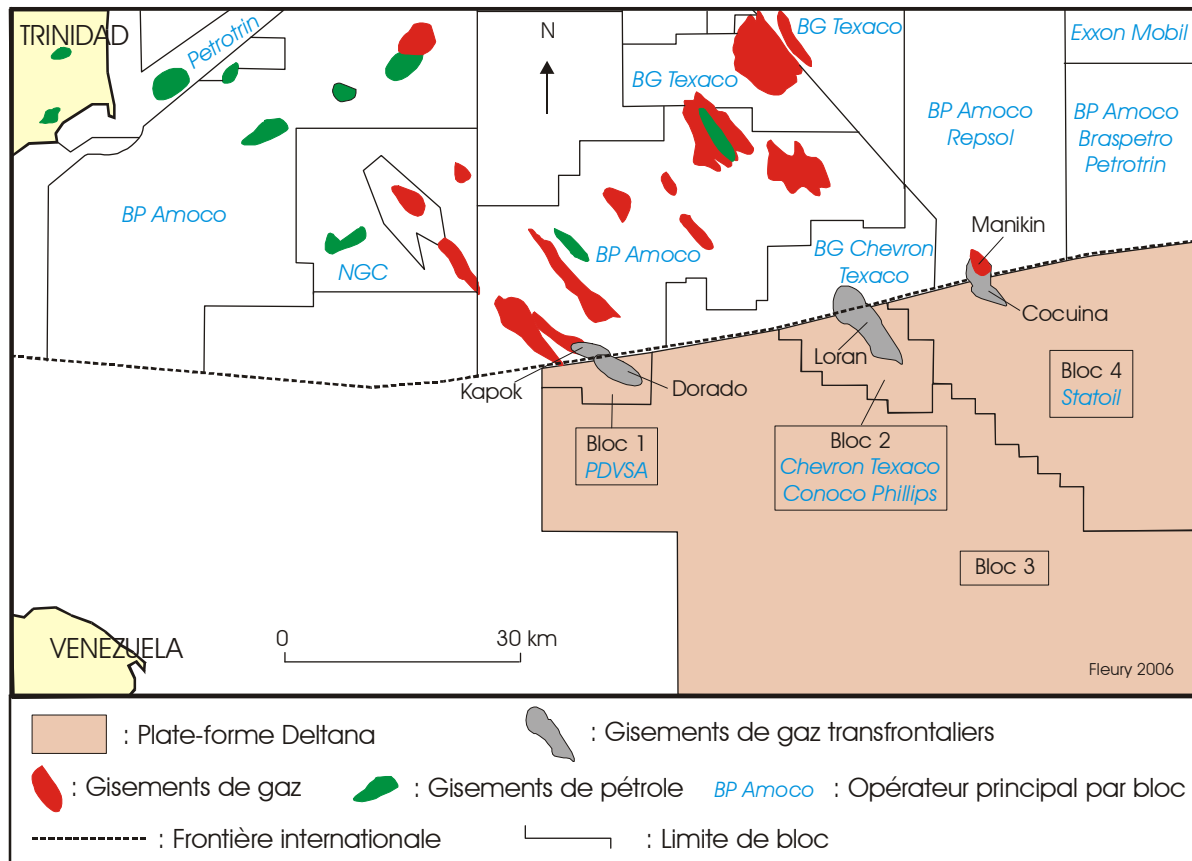 TRINIDAD
Petrotrin
N
BG Texaco
Exxon Mobil
BG Texaco
BP Amoco
Repsol
BP Amoco
Braspetro
Petrotrin
BP Amoco
NGC
BP Amoco
BG Chevron
Texaco
Manikin
Cocuina
Loran
Kapok
Dorado
Bloc 4
Statoil
Bloc 1
PDVSA
Bloc 2
Chevron Texaco
Conoco Phillips
Bloc 3
VENEZUELA
0 30 km
Fleury 2006
: Plate-forme Deltana
: Gisements de gaz transfrontaliers
: Gisements de gaz
: Gisements de pétrole
BP Amoco : Opérateur principal par bloc
: Frontière internationale
: Limite de bloc